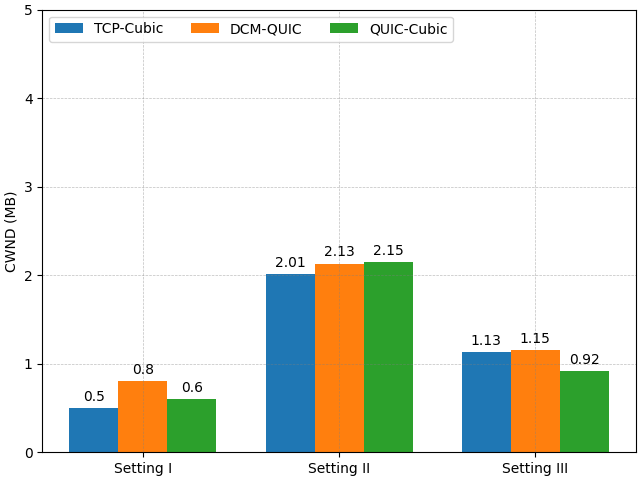 5
TCP-Cubic DCM-QUIC QUIC-Cubic
4
3
CWND (MB)
2.01 2.13 2.15
2
1.13 1.15 0.92
1
0.5 0.8 0.6
0
Setting I Setting II Setting III